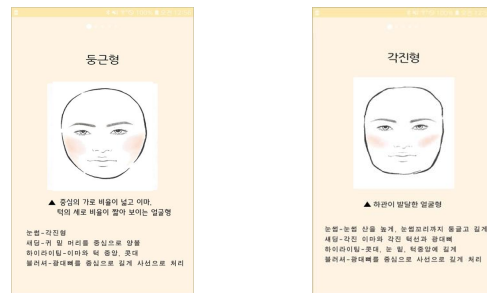 둥근형
▲ 중심의 가로 비율이 넓고 이마,
턱의 세로 비율이 짧아 보이는 얼굴형
눈썹-각진형
섀딩-귀 밑 머리를 중심으로 양볼
하이라이팅-이마와 턱 중앙, 콧대
블러셔-광대뼈를 중심으로 길게 사선으로 처리
각진형
▲ 하관이 발달한 얼굴형
눈썹-눈썹 산을 높게, 눈썹꼬리까지 둥글고 길게
섀딩-각진 이마와 각진 턱선과 광대뼈
하이라이팅-콧대, 눈 밑, 턱중앙에 길게
블러셔-광대뼈를 중심으로 길게 사선으로 처리